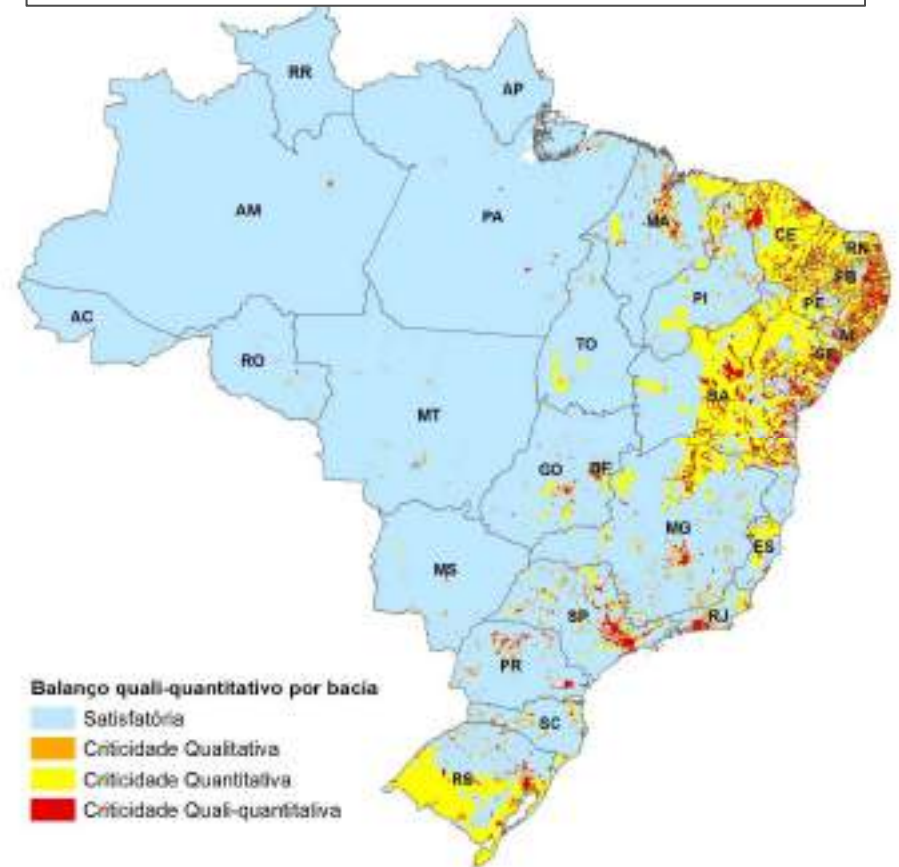 RR
AP
AM
PA
MA
CE
RN
PB
PI
PE
AC
AL
TO
SE
RO
BA
MT
GO
DF
MG
ES
MS
SP
RJ
PR
SC
RS
Balanço quali-quantitativo por bacia
Satisfatória
Criticidade Qualitativa
Criticidade Quantitativa
Criticidade Quali-quantitativa